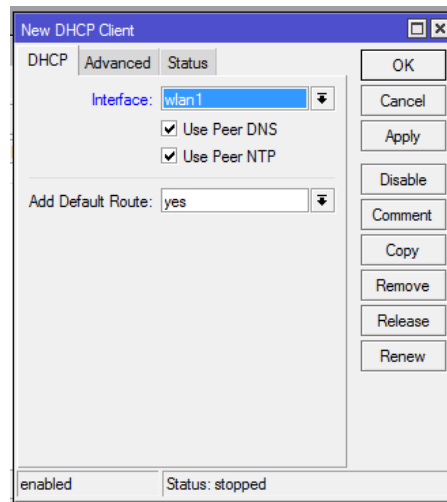 New DHCP Client
DHCP Advanced Status
Interface: wlan1
Use Peer DNS
Use Peer NTP
Add Default Route: yes
OK
Cancel
Apply
Disable
Comment
Copy
Remove
Release
Renew
enabled Status: stopped